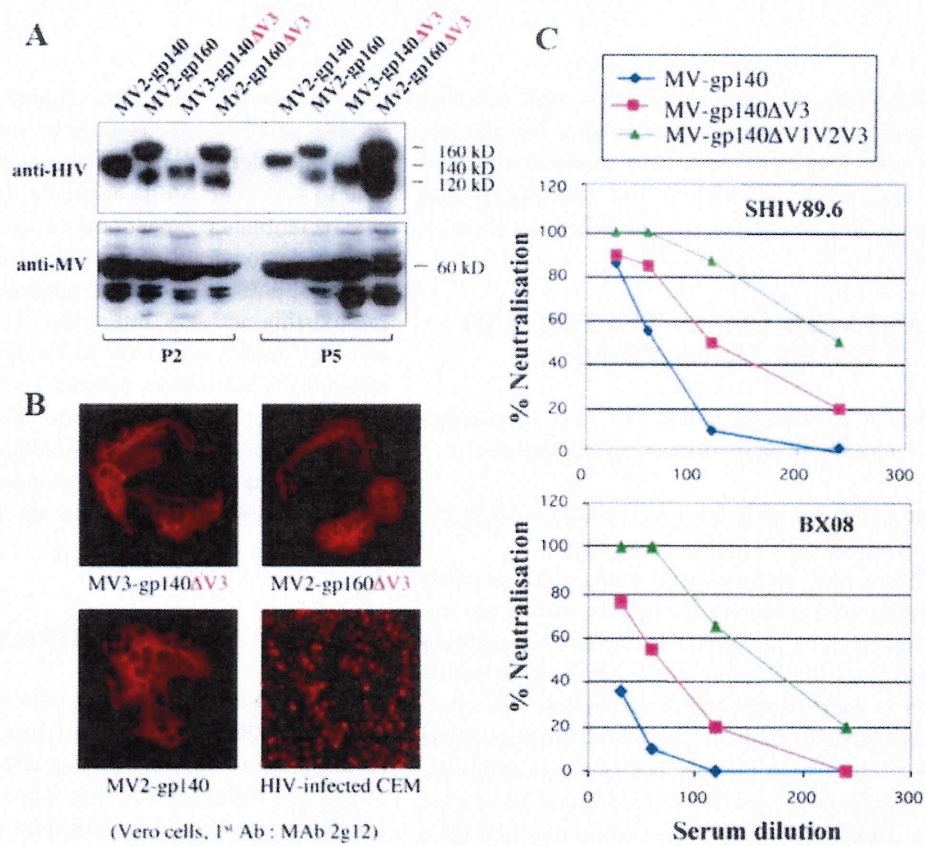 A
MV2-gp140
MV2-gp160
MV3-gp140ΔV3
Mv2-gp160ΔV3
MV2-gp140
MV2-gp160
MV3-gp140ΔV3
Mv2-gp160ΔV3
anti-HIV
160 kD
140 kD
120 kD
anti-MV
60 kD
P2
P5
B
MV3-gp140ΔV3
MV2-gp160ΔV3
MV2-gp140
HIV-infected CEM
(Vero cells, 1st Ab : MAb 2g12)
C
MV-gp140
MV-gp140ΔV3
MV-gp140ΔV1V2V3
SHIV89.6
% Neutralisation
120
100
80
60
40
20
0
0
100
200
300
BX08
% Neutralisation
120
100
80
60
40
20
0
0
100
200
300
Serum dilution